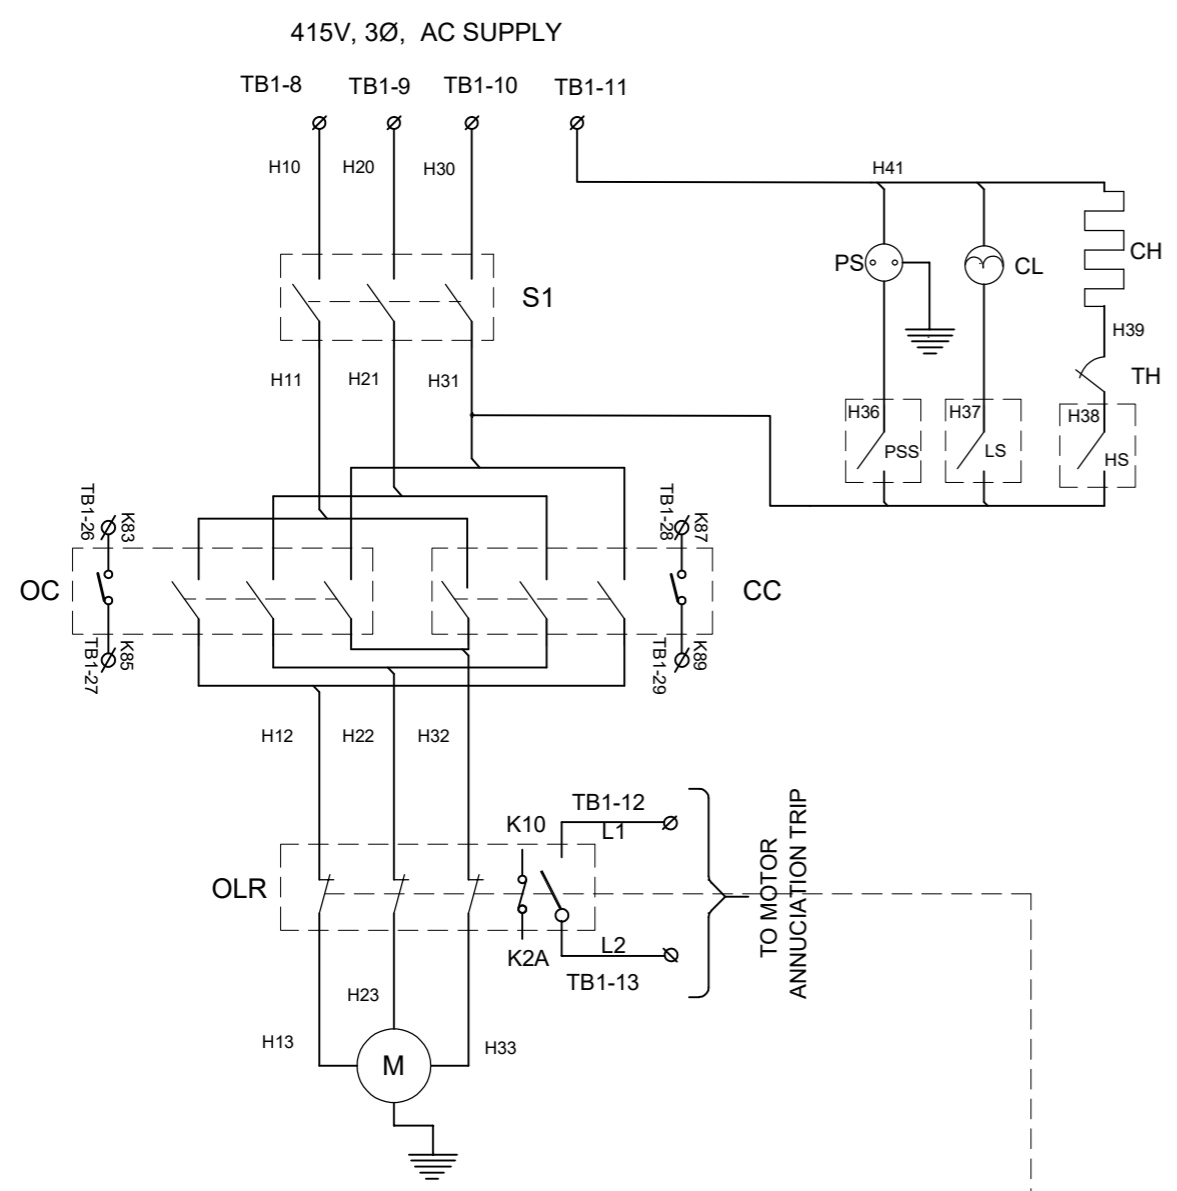 415V, 3Ø, AC SUPPLY
TB1-8
TB1-9
TB1-10
TB1-11
H10
H20
H30
H41
PS
CL
CH
S1
H39
TH
H11
H21
H31
H36
H37
H38
PSS
LS
HS
TB1-26
K83
TB1-28
K87
OC
CC
TB1-27
K85
TB1-29
K89
H12
H22
H32
K10
TB1-12
L1
OLR
TO MOTOR
ANNUCIATION TRIP
K2A
L2
TB1-13
H23
H13
H33
M